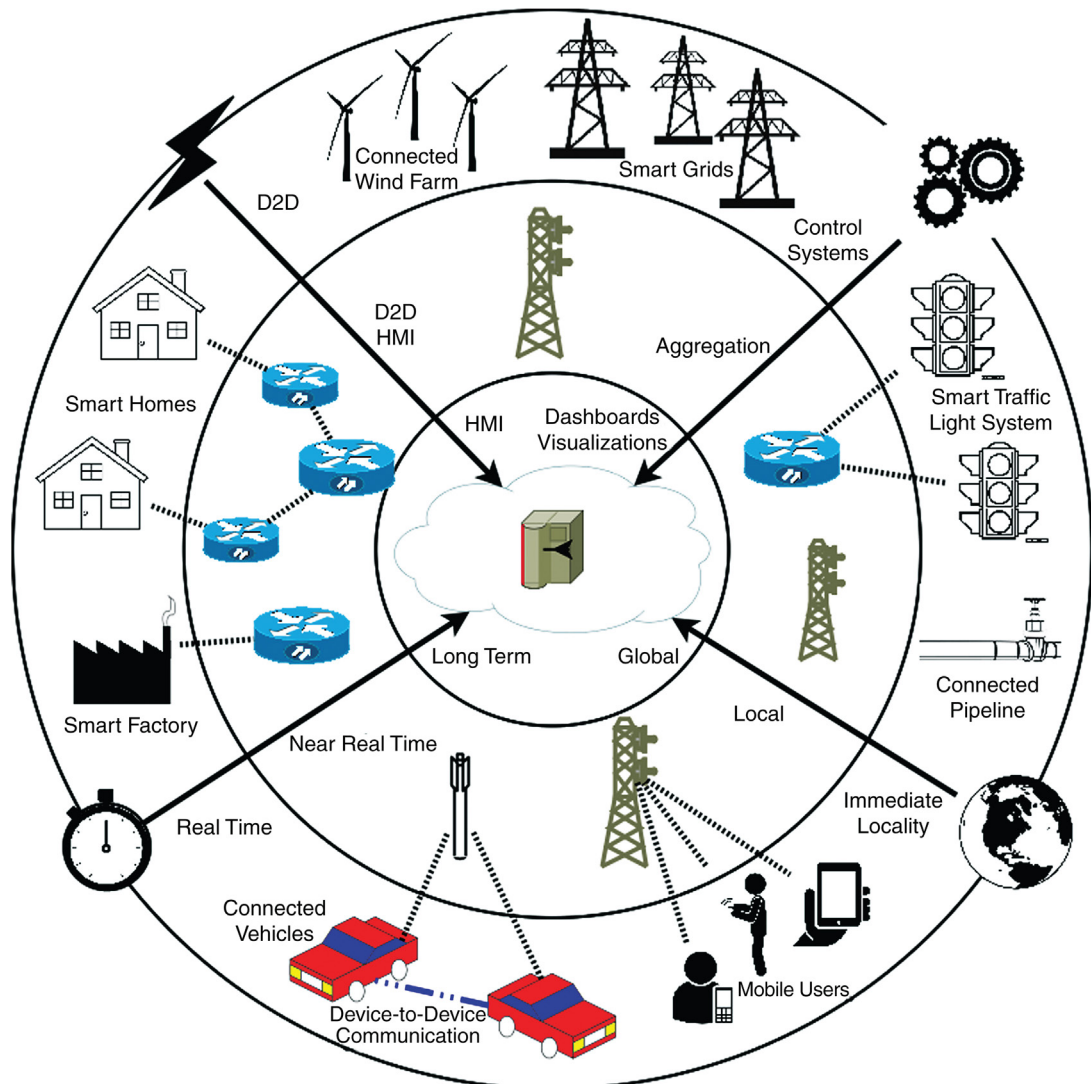 Connected
Wind Farm
Smart Grids
D2D
Control
Systems
D2D
HMI
Aggregation
Smart Homes
Smart Traffic
Light System
HMI
Dashboards
Visualizations
Long Term
Global
Connected
Pipeline
Smart Factory
Local
Near Real Time
Real Time
Immediate
Locality
Connected
Vehicles
Mobile Users
Device-to-Device
Communication